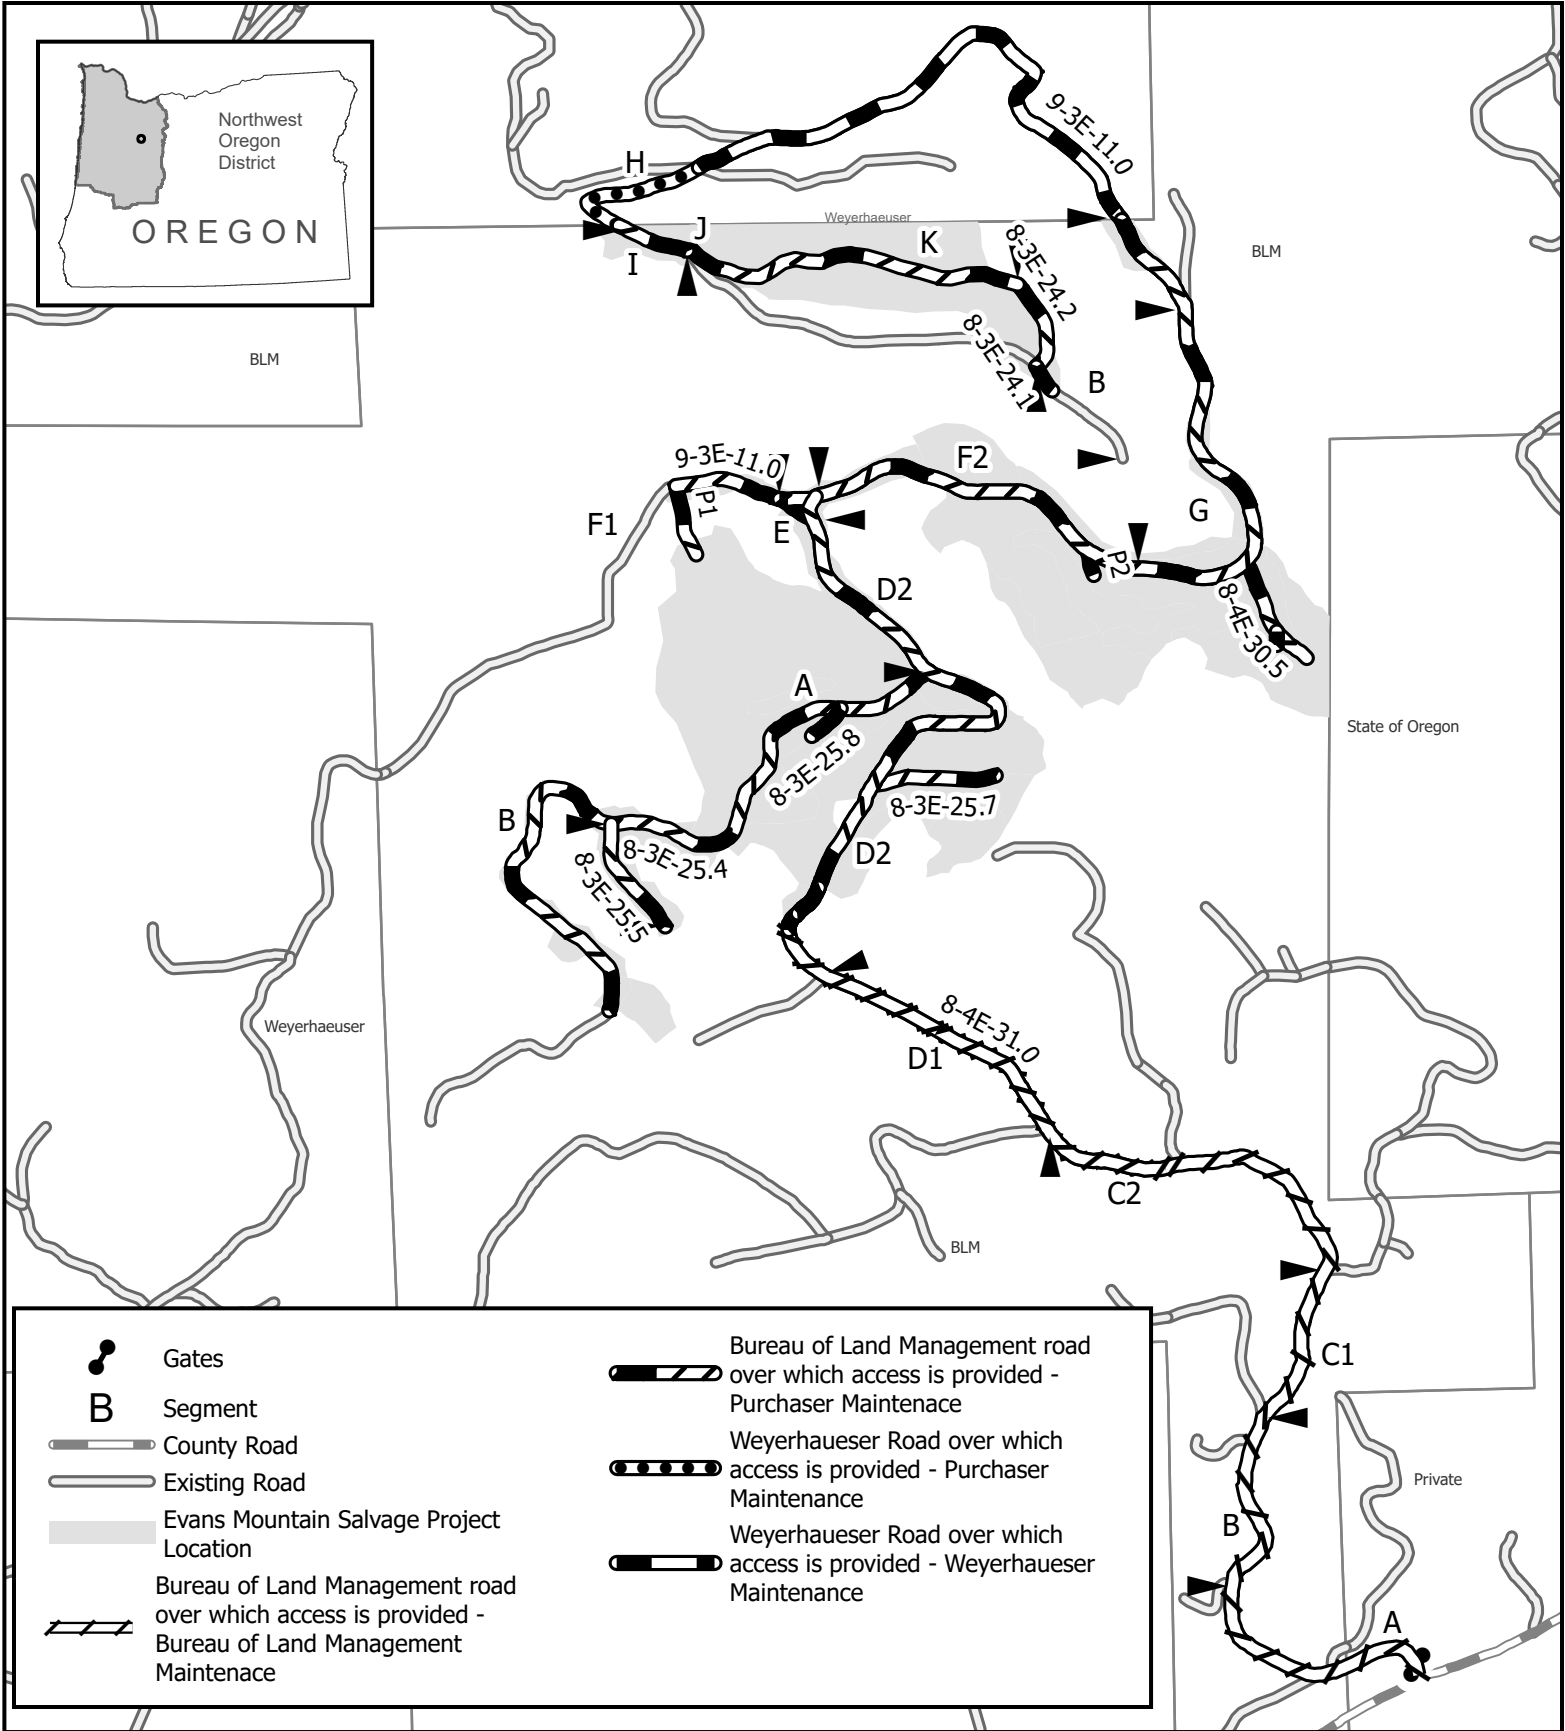 Northwest
Oregon
District
OREGON
H
9-3E-11.0
Weyerhaeuser
J
K
I
8-3E-24.2
BLM
BLM
8-3E-24.1
B
9-3E-11.0
F2
P1
F1
E
G
P2
D2
8-4E-30.5
A
State of Oregon
8-3E-25.8
8-3E-25.7
B
8-3E-25.4
D2
8-3E-25.5
Weyerhaeuser
8-4E-31.0
D1
C2
BLM
C1
Private
B
A
Gates
B
Segment
County Road
Existing Road
Evans Mountain Salvage Project
Location
Bureau of Land Management road
over which access is provided -
Bureau of Land Management
Maintenace
Bureau of Land Management road
over which access is provided -
Purchaser Maintenace
Weyerhaueser Road over which
access is provided - Purchaser
Maintenance
Weyerhaueser Road over which
access is provided - Weyerhaueser
Maintenance